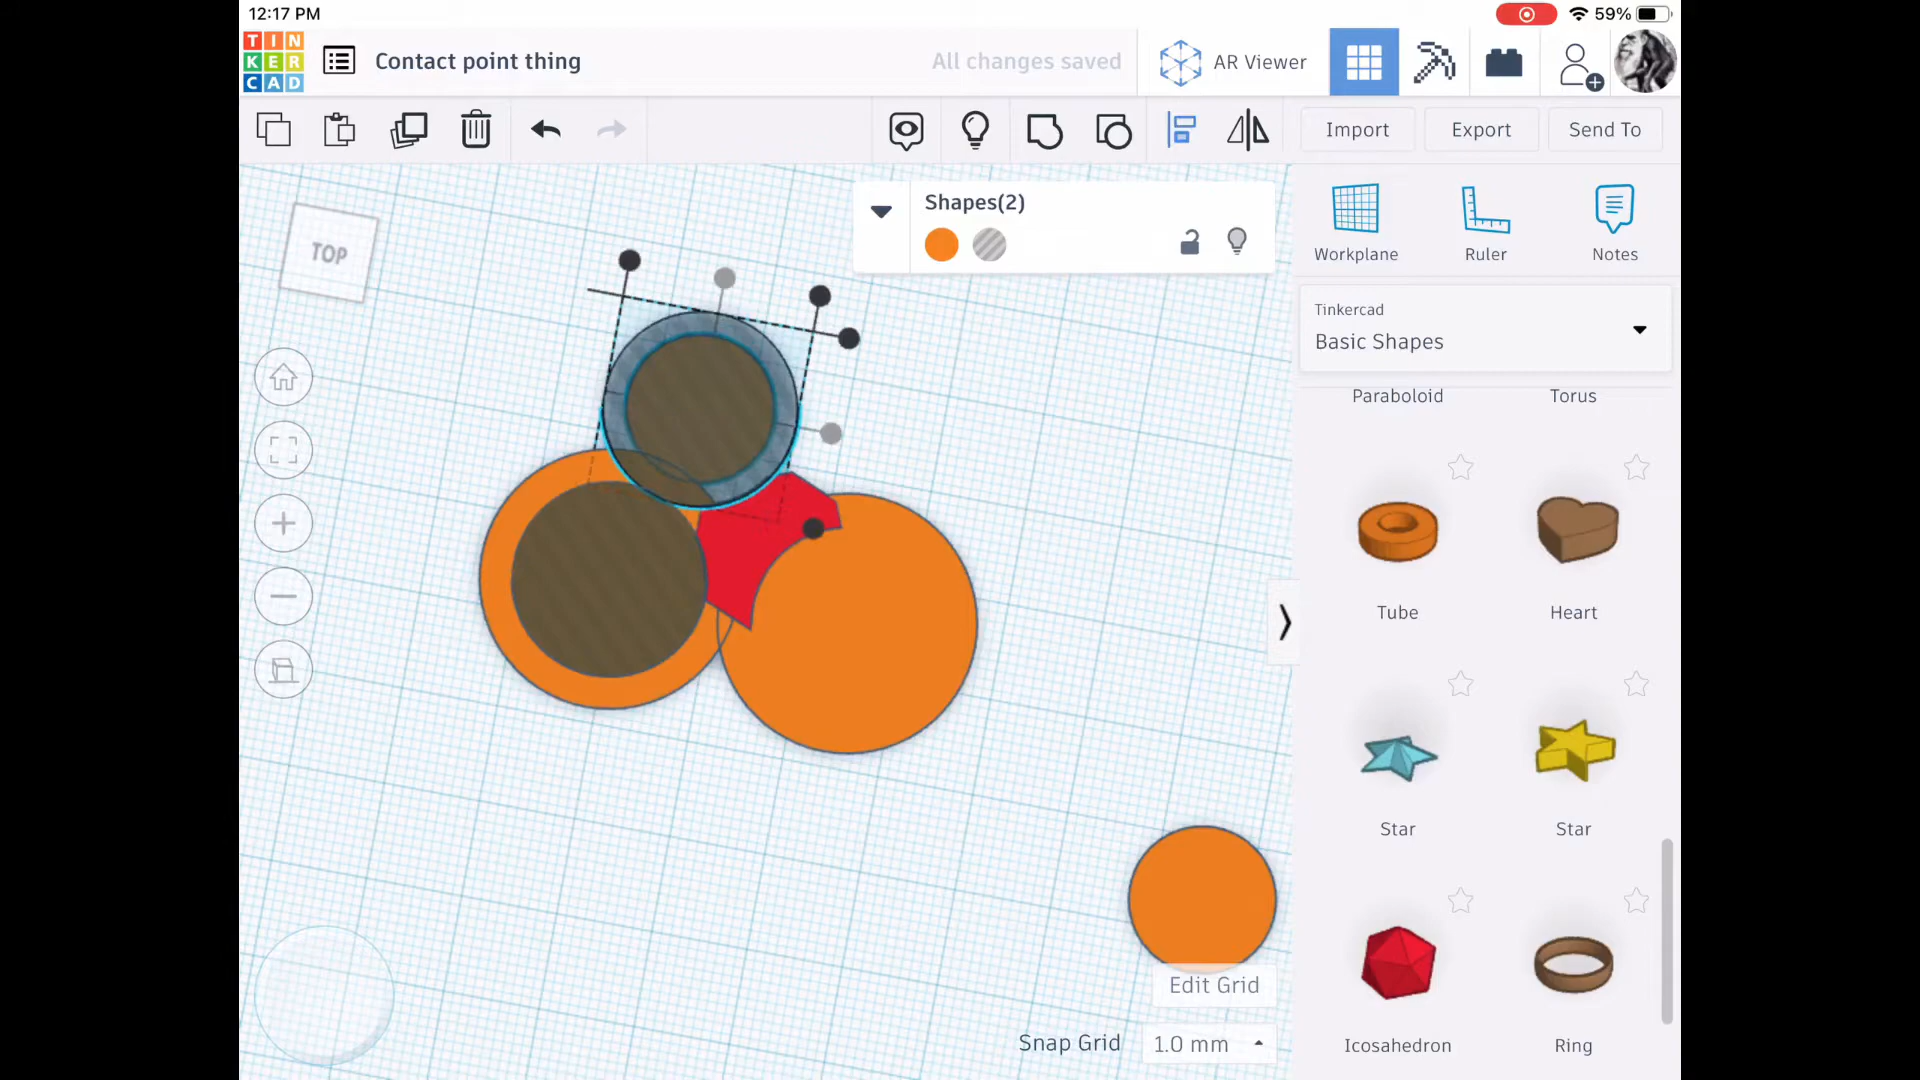 12:17 PM
59%
TIN
KER
CAD
Contact point thing
All changes saved
AR Viewer
Import
Export
Send To
TOP
Shapes(2)
Workplane
Ruler
Notes
Tinkercad
Basic Shapes
Paraboloid
Torus
Tube
Heart
Star
Star
Icosahedron
Ring
Edit Grid
Snap Grid
1.0 mm